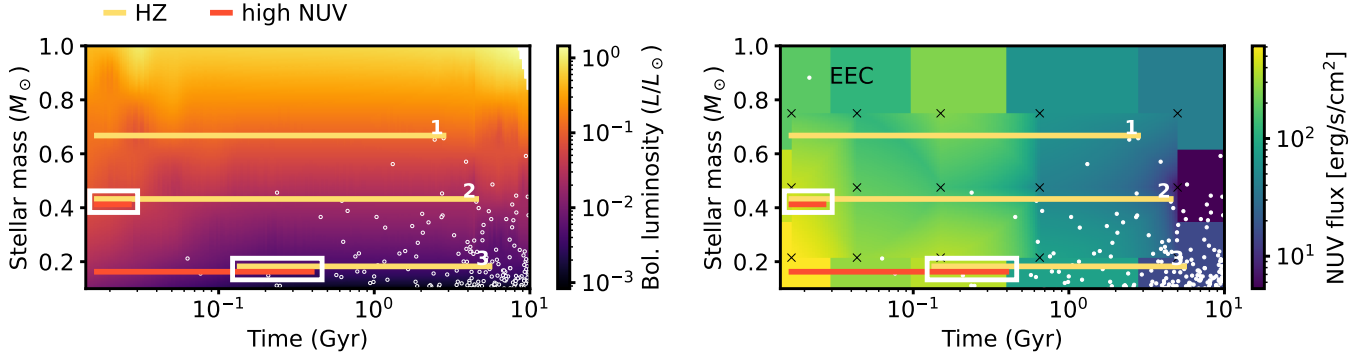 HZ high NUV
Stellar mass (M⊙)
1.0
0.8
0.6
0.4
0.2
1
2
3
10⁻¹ 10⁰ 10¹
Time (Gyr)
10⁰
10⁻¹
10⁻²
10⁻³
Bol. luminosity (L/L⊙)
Stellar mass (M⊙)
1.0
0.8
0.6
0.4
0.2
EEC
1
2
3
10⁻¹ 10⁰ 10¹
Time (Gyr)
10²
10¹
NUV flux [erg/s/cm²]